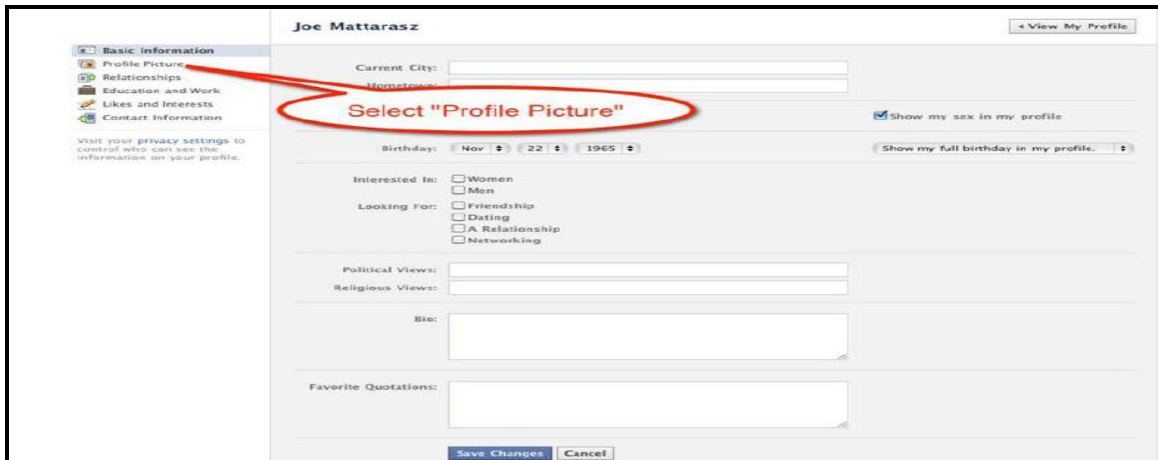 Joe Mattarasz
View My Profile
Basic Information
Profile Picture
Relationships
Education and Work
Likes and Interests
Contact Information
Visit your privacy settings to
control who can see the
information on your profile.
Current City:
Hometown:
Select "Profile Picture"
Show my sex in my profile
Birthday: Nov 22 1965 Show my full birthday in my profile.
Interested In: Women
Men
Looking For: Friendship
Dating
A Relationship
Networking
Political Views:
Religious Views:
Bio:
Favorite Quotations:
Save Changes Cancel